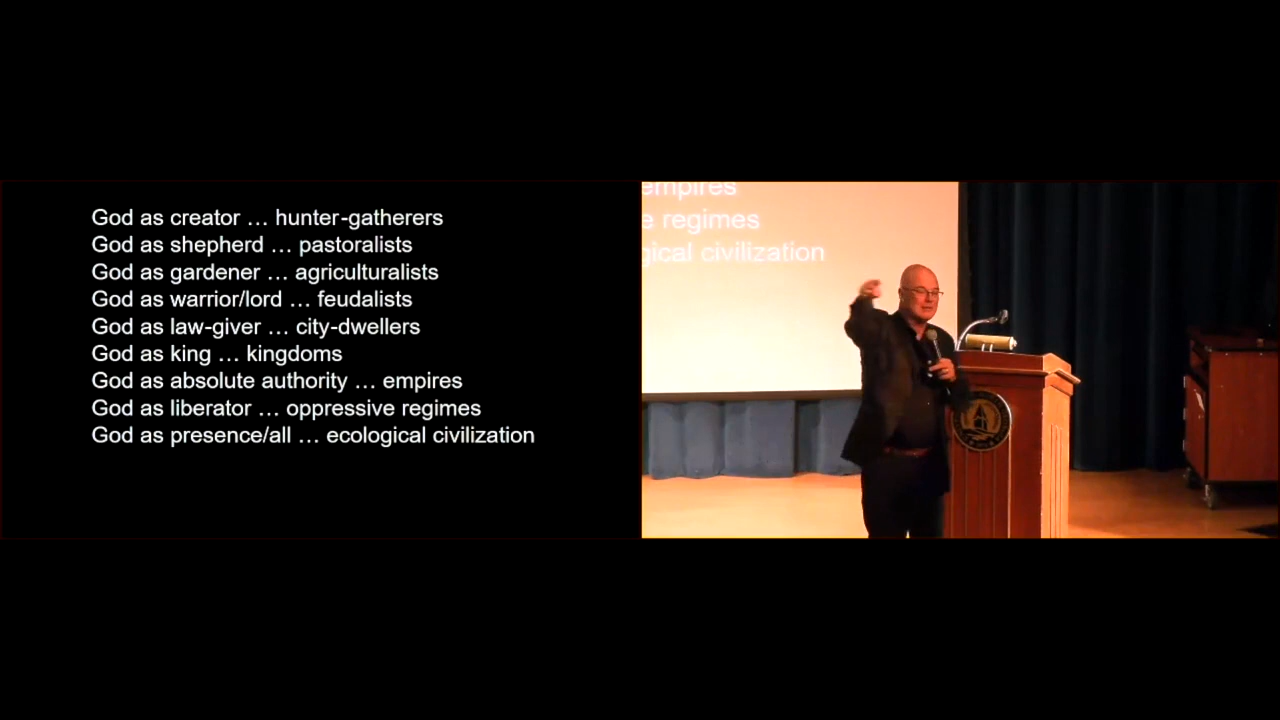 God as creator … hunter-gatherers
God as shepherd … pastoralists
God as gardener … agriculturalists
God as warrior/lord … feudalists
God as law-giver … city-dwellers
God as king … kingdoms
God as absolute authority … empires
God as liberator … oppressive regimes
God as presence/all … ecological civilization
empires
e regimes
gical civilization